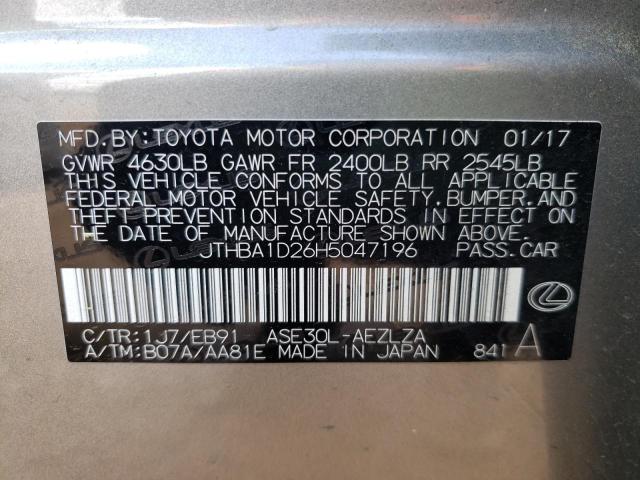 MFD. BY: TOYOTA MOTOR CORPORATION 01/17
GVWR 4630LB GAWR FR 2400LB RR 2545LB
THIS VEHICLE CONFORMS TO ALL APPLICABLE
FEDERAL MOTOR VEHICLE SAFETY, BUMPER, AND
THEFT PREVENTION STANDARDS IN EFFECT ON
THE DATE OF MANUFACTURE SHOWN ABOVE.
JTHBA1D26H5047196 PASS.CAR
C/TR: 1J7/EB91 ASE30L-AEZLZA
A/TM: B07A/AA81E MADE IN JAPAN 841 A